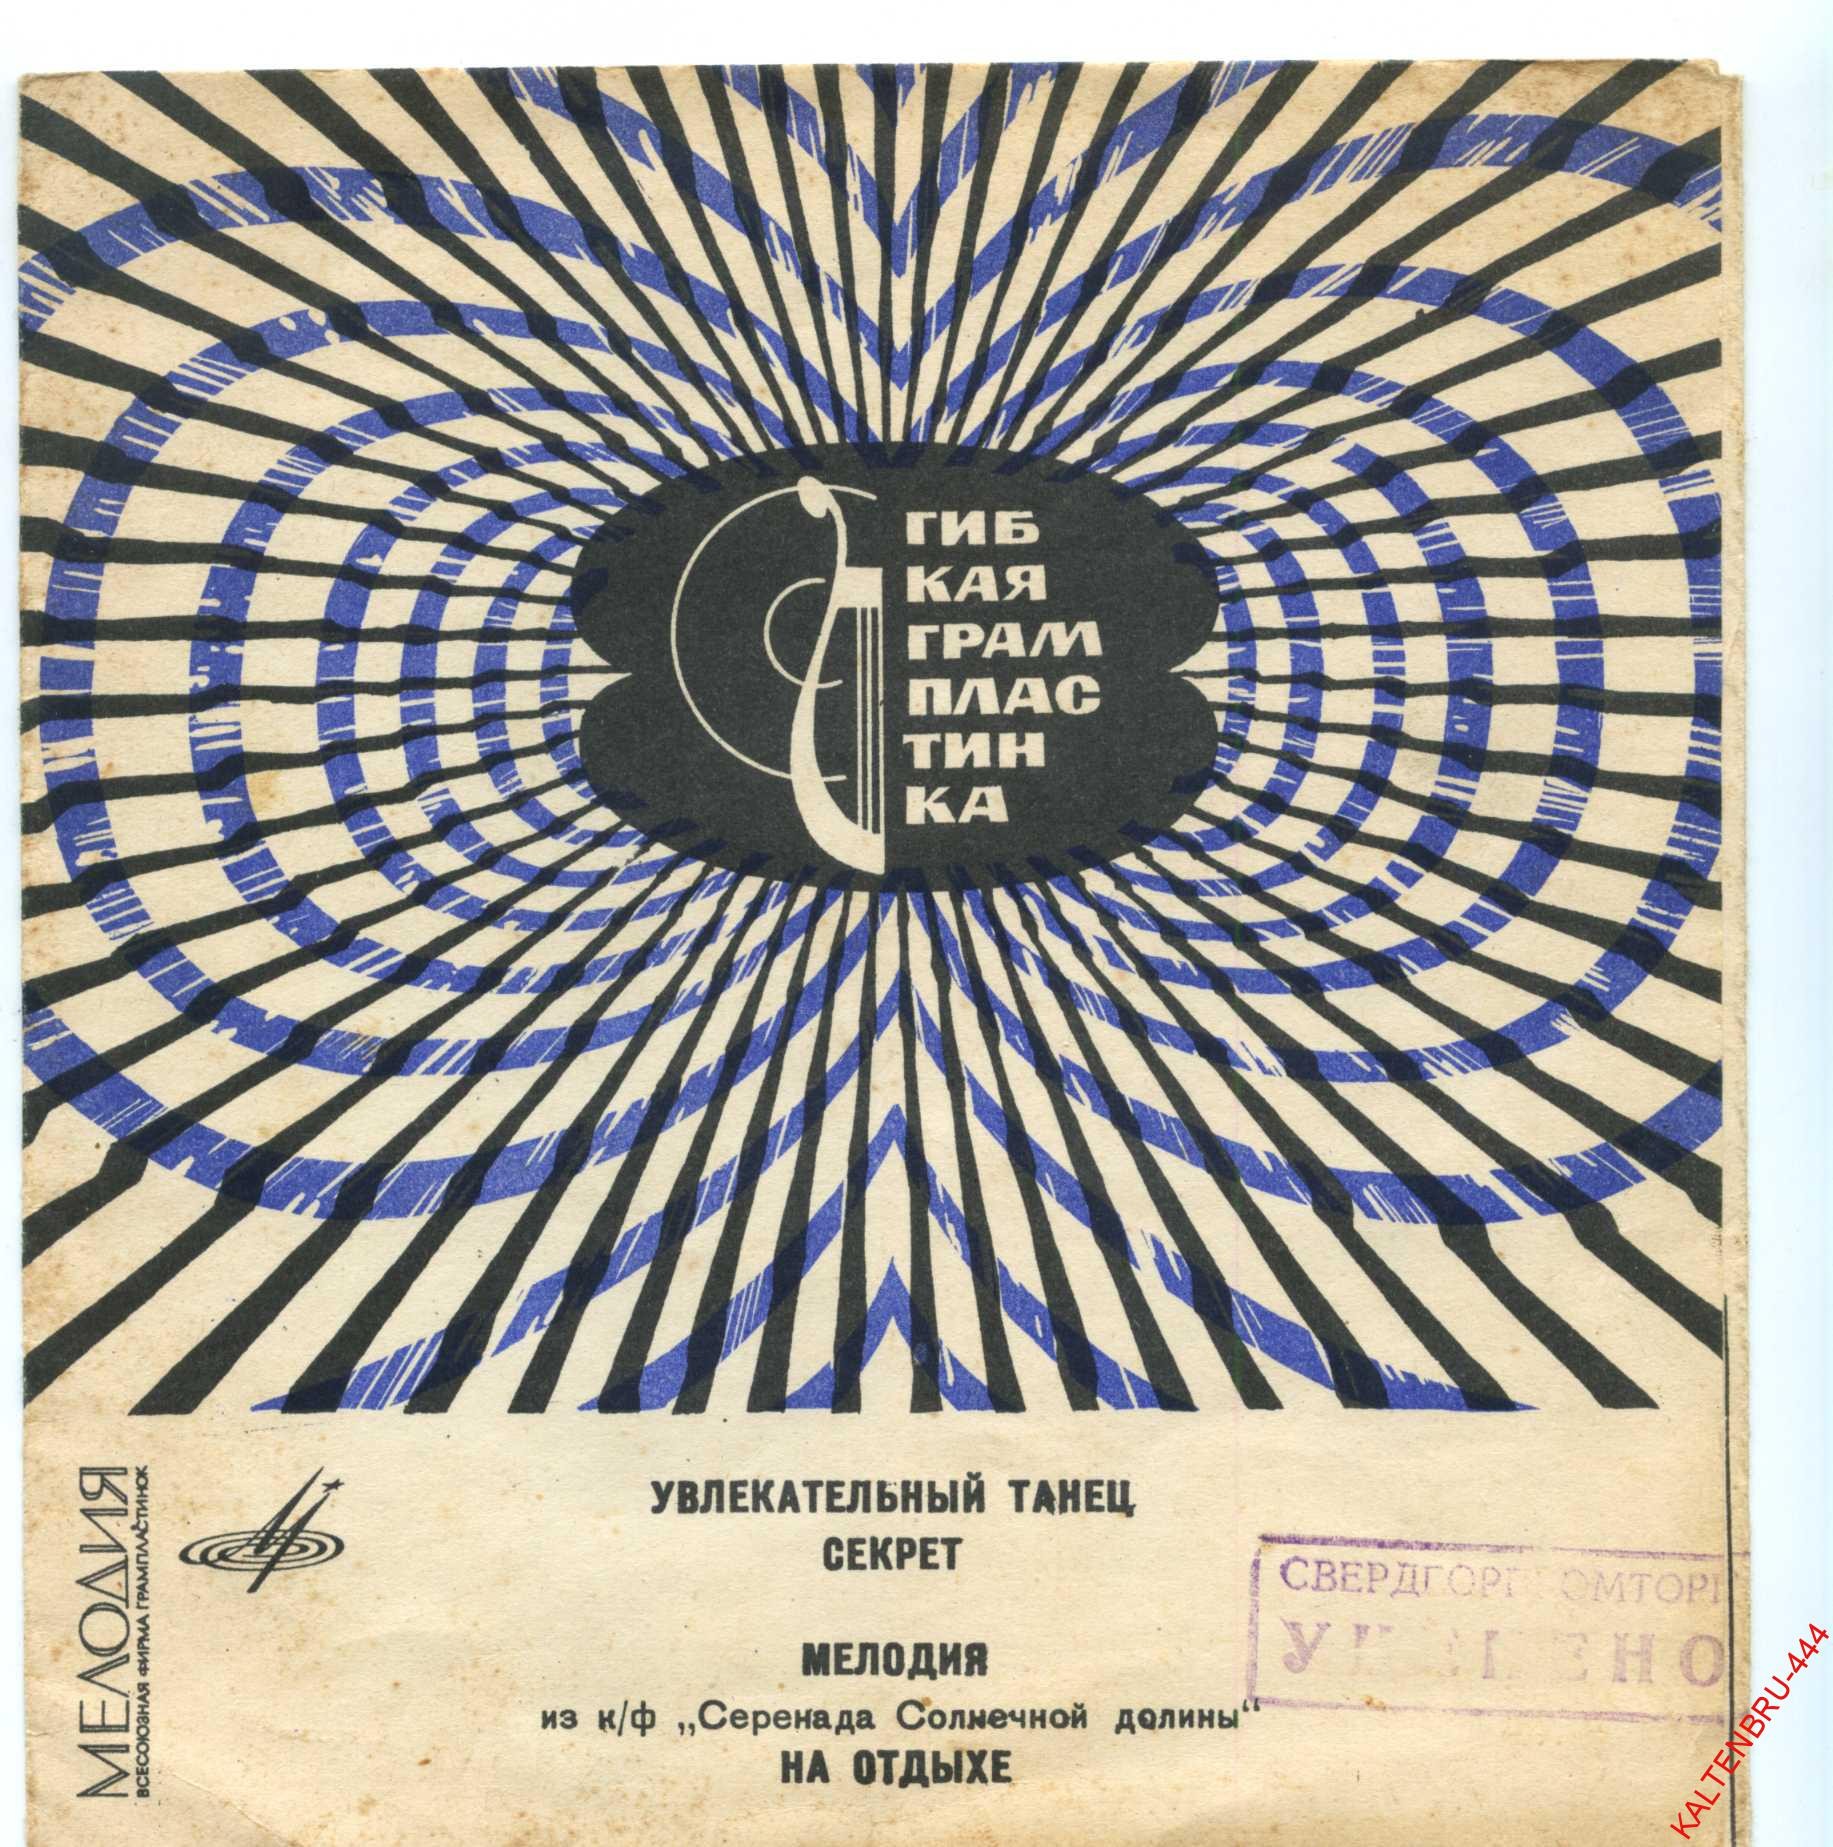 ГИБ
КАЯ
ГРАМ
ПЛАС
ТИН
КА
МЕЛОДИЯ
ВСЕСОЮЗНАЯ ФИРМА ГРАМПЛАСТИНОК
УВЛЕКАТЕЛЬНЫЙ ТАНЕЦ
СЕКРЕТ
МЕЛОДИЯ
из к/ф „Серенада Солнечной долины“
НА ОТДЫХЕ
KALTENBRU-444